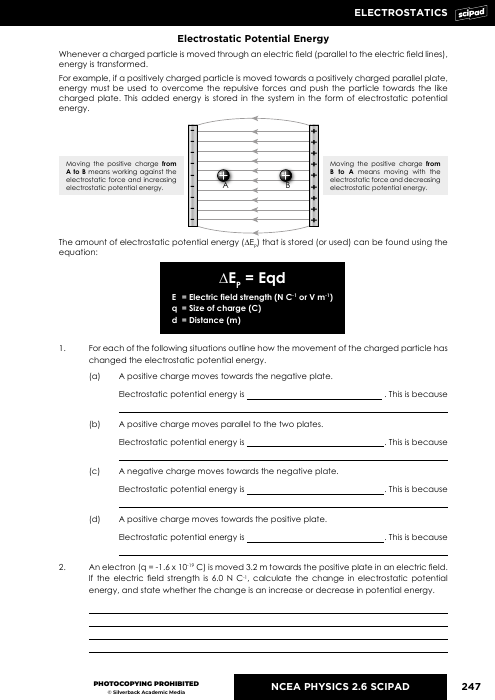 ELECTROSTATICS scipad
Electrostatic Potential Energy
Whenever a charged particle is moved through an electric field (parallel to the electric field lines),
energy is transformed.
For example, if a positively charged particle is moved towards a positively charged parallel plate,
energy must be used to overcome the repulsive forces and push the particle towards the like
charged plate. This added energy is stored in the system in the form of electrostatic potential
energy.
Moving the positive charge from
A to B means working against the
electrostatic force and increasing
electrostatic potential energy.
A
B
Moving the positive charge from
B to A means moving with the
electrostatic force and decreasing
electrostatic potential energy.
The amount of electrostatic potential energy (∆Eₚ) that is stored (or used) can be found using the
equation:
∆Eₚ = Eqd
E = Electric field strength (N C⁻¹ or V m⁻¹)
q = Size of charge (C)
d = Distance (m)
1. For each of the following situations outline how the movement of the charged particle has
changed the electrostatic potential energy.
(a) A positive charge moves towards the negative plate.
Electrostatic potential energy is ______________. This is because
(b) A positive charge moves parallel to the two plates.
Electrostatic potential energy is ______________. This is because
(c) A negative charge moves towards the negative plate.
Electrostatic potential energy is ______________. This is because
(d) A positive charge moves towards the positive plate.
Electrostatic potential energy is ______________. This is because
2. An electron (q = -1.6 x 10⁻¹⁹ C) is moved 3.2 m towards the positive plate in an electric field.
If the electric field strength is 6.0 N C⁻¹, calculate the change in electrostatic potential
energy, and state whether the change is an increase or decrease in potential energy.
PHOTOCOPYING PROHIBITED
© Silverback Academic Media
NCEA PHYSICS 2.6 SCIPAD
247